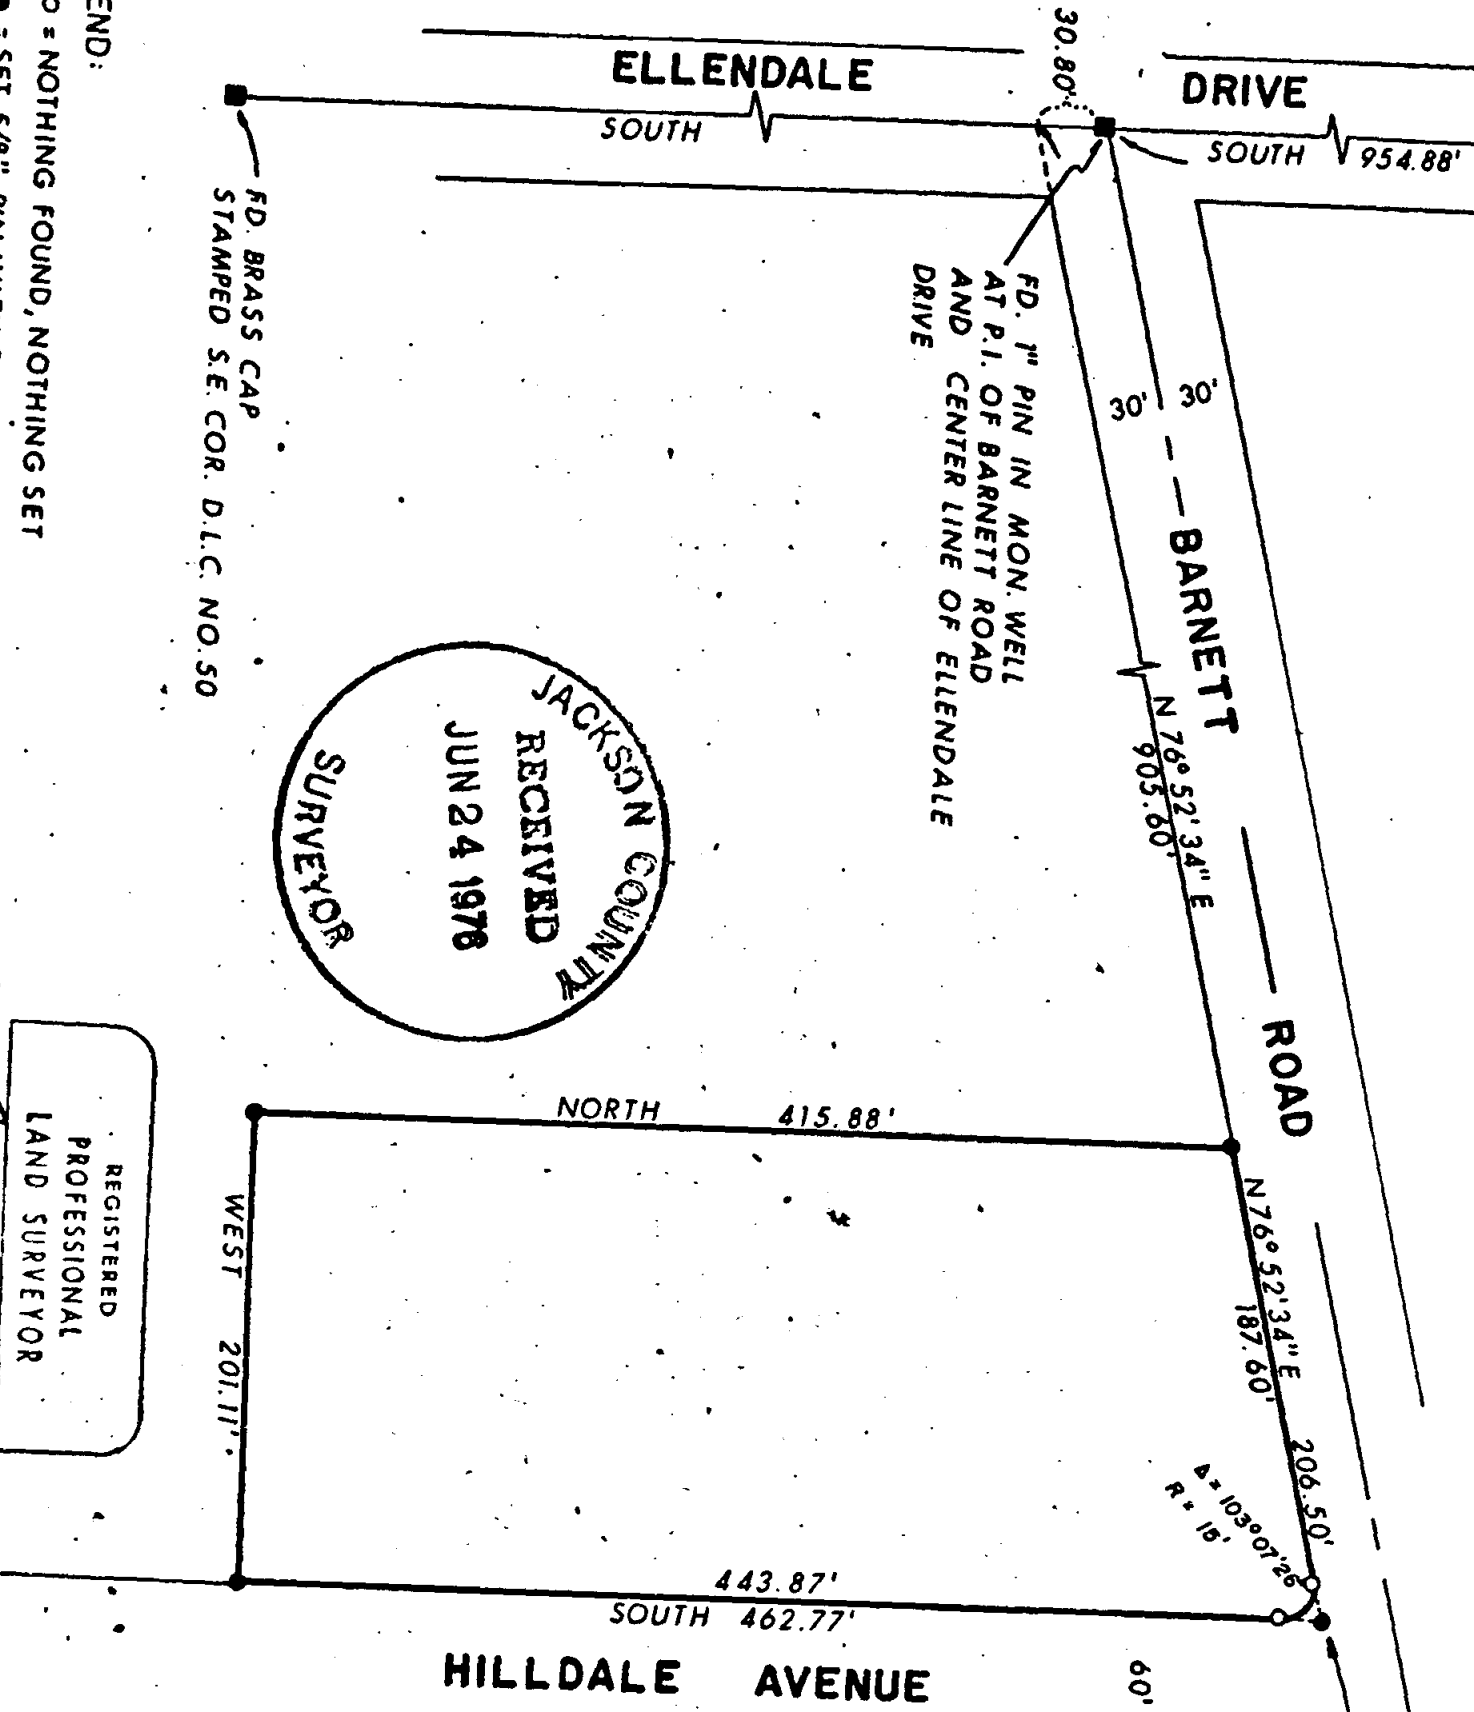 ELLENDALE DRIVE
30.80'
SOUTH
SOUTH 954.88'
FD. BRASS CAP
STAMPED S.E. COR. D.L.C. NO. 50
FD. 1" PIN IN MON. WELL
AT P.I. OF BARNETT ROAD
AND CENTER LINE OF ELLENDALE
DRIVE
30' 30'
BARNETT ROAD
N 76° 52' 34" E
905.60'
JACKSON COUNTY
RECEIVED
JUN 24 1976
SURVEYOR
NORTH 415.88'
N 76° 52' 34" E 206.50'
187.60'
Δ = 103° 07' 26
R = 15'
WEST 201.11'
443.87'
SOUTH 462.77'
HILLDALE AVENUE
60'
END:
O = NOTHING FOUND, NOTHING SET
= SET 5/8"
REGISTERED
PROFESSIONAL
LAND SURVEYOR